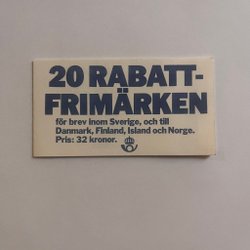 20 RABATT-
FRIMÄRKEN
för brev inom Sverige, och till
Danmark, Finland, Island och Norge.
Pris: 32 kronor.